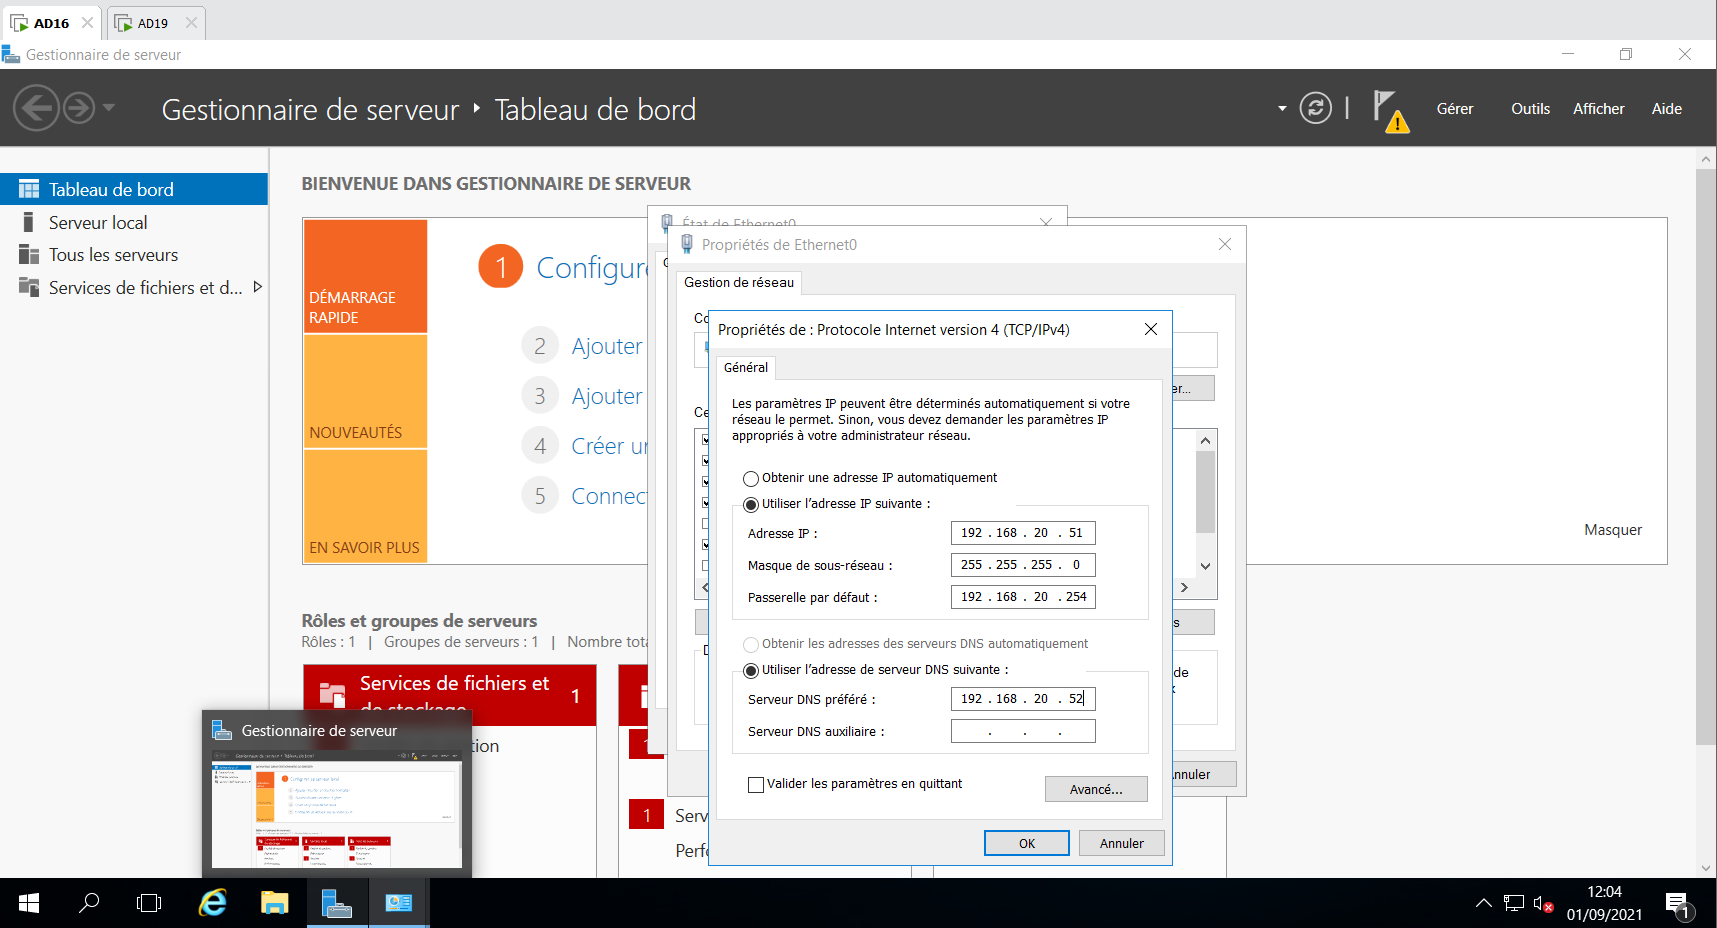 AD16
AD19
Gestionnaire de serveur
Gestionnaire de serveur
Tableau de bord
Gérer
Outils
Afficher
Aide
Tableau de bord
Serveur local
Tous les serveurs
Services de fichiers et d...
BIENVENUE DANS GESTIONNAIRE DE SERVEUR
DÉMARRAGE
RAPIDE
NOUVEAUTÉS
EN SAVOIR PLUS
1
2 Ajouter
3 Ajouter
4 Créer
5
Masquer
État de Ethernet0
Propriétés de Ethernet0
Gestion de réseau
Propriétés de : Protocole Internet version 4 (TCP/IPv4)
Général
Les paramètres IP peuvent être déterminés automatiquement si votre
réseau le permet. Sinon, vous devez demander les paramètres IP
appropriés à votre administrateur réseau.
Obtenir une adresse IP automatiquement
Utiliser l'adresse IP suivante :
Adresse IP :
192 . 168 . 20 . 51
Masque de sous-réseau :
255 . 255 . 255 . 0
Passerelle par défaut :
192 . 168 . 20 . 254
Obtenir les adresses des serveurs DNS automatiquement
Utiliser l'adresse de serveur DNS suivante :
Serveur DNS préféré :
192 . 168 . 20 . 52
Serveur DNS auxiliaire :
. . .
Valider les paramètres en quittant
Avancé...
OK
Annuler
Rôles et groupes de serveurs
Rôles : 1 | Groupes de serveurs : 1 | Nombre
Services de fichiers et
de stockage
1
1
Gestionnaire de serveur
12:04
01/09/2021
1